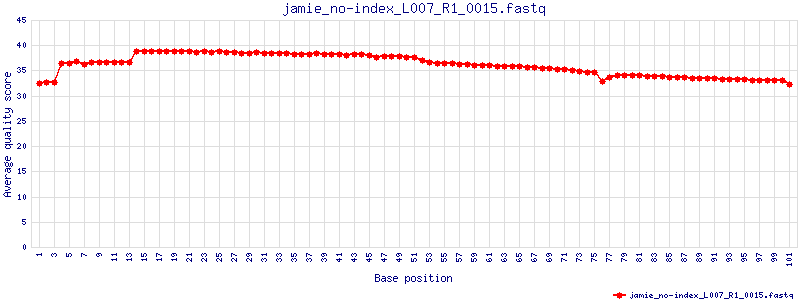 jamie_no-index_L007_R1_0015.fastq
Average quality score
45
40
35
30
25
20
15
10
5
0
1 3 5 7 9 11 13 15 17 19 21 23 25 27 29 31 33 35 37 39 41 43 45 47 49 51 53 55 57 59 61 63 65 67 69 71 73 75 77 79 81 83 85 87 89 91 93 95 97 99 101
Base position
jamie_no-index_L007_R1_0015.fastq